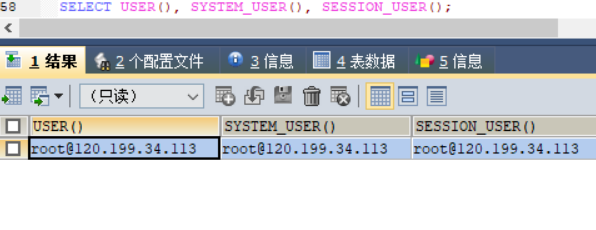 58 SELECT USER(), SYSTEM_USER(), SESSION_USER();
1 结果 2 个配置文件 3 信息 4 表数据 5 信息
（只读）
USER() SYSTEM_USER() SESSION_USER()
root@120.199.34.113 root@120.199.34.113 root@120.199.34.113